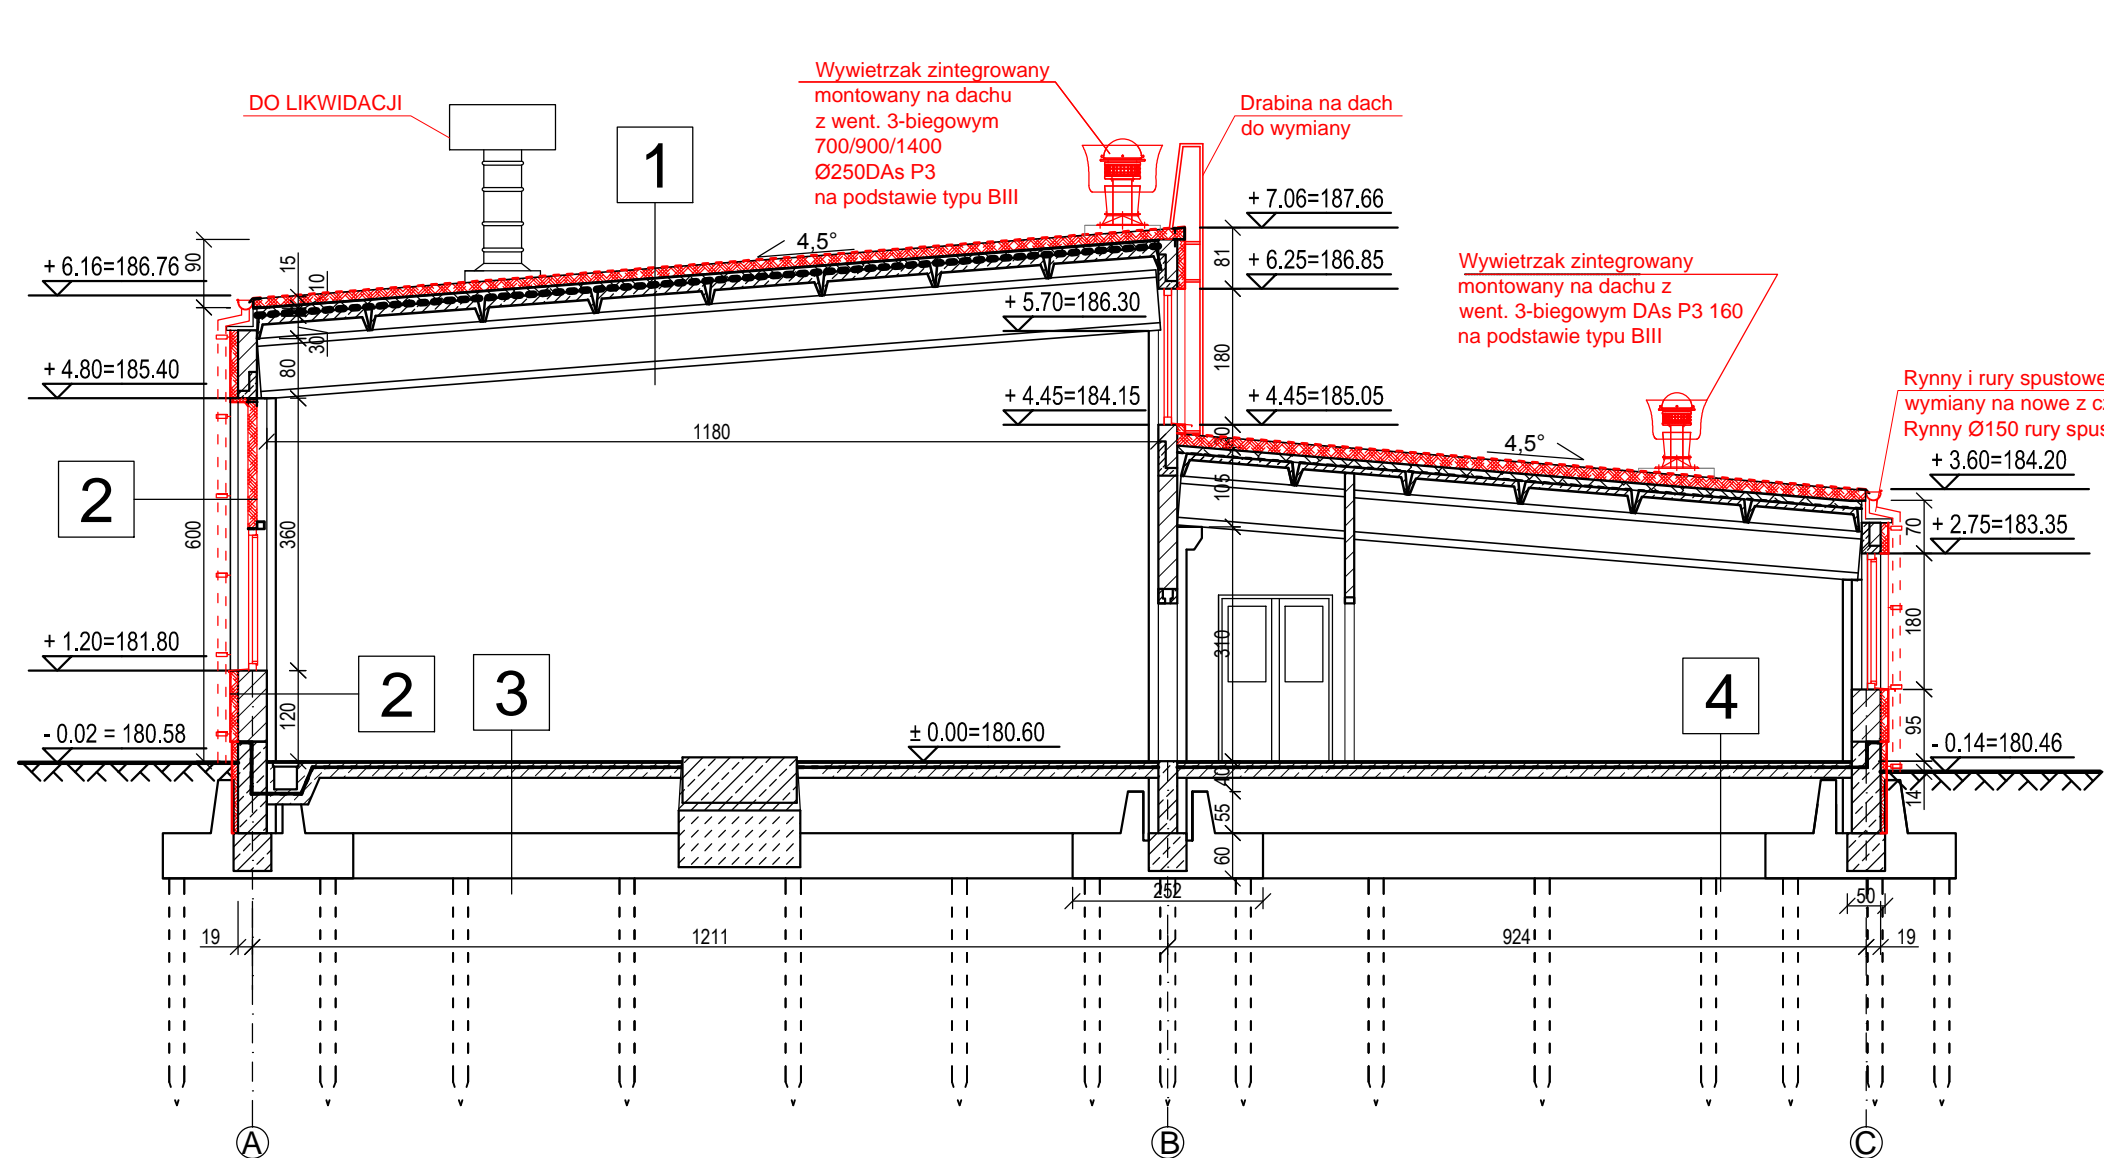 DO LIKWIDACJI
Wywietrzak zintegrowany
montowany na dachu
z went. 3-biegowym
700/900/1400
Ø250DAs P3
na podstawie typu BIII
Drabina na dach
do wymiany
1
4,5°
+ 7.06=187.66
+ 6.25=186.85
+ 5.70=186.30
+ 4.45=184.15
+ 4.45=185.05
81
180
Wywietrzak zintegrowany
montowany na dachu z
went. 3-biegowym DAs P3 160
na podstawie typu BIII
Rynny i rury spustowe
wymiany na nowe z
Rynny Ø150 rury
4,5°
+ 3.60=184.20
+ 2.75=183.35
- 0.14=180.46
70
180
95
14
+ 6.16=186.76
+ 4.80=185.40
+ 1.20=181.80
- 0.02 = 180.58
90
15
10
30
80
600
360
120
1180
2
2
3
4
± 0.00=180.60
105
310
40
55
60
252
50
19
1211
924
19
A
B
C